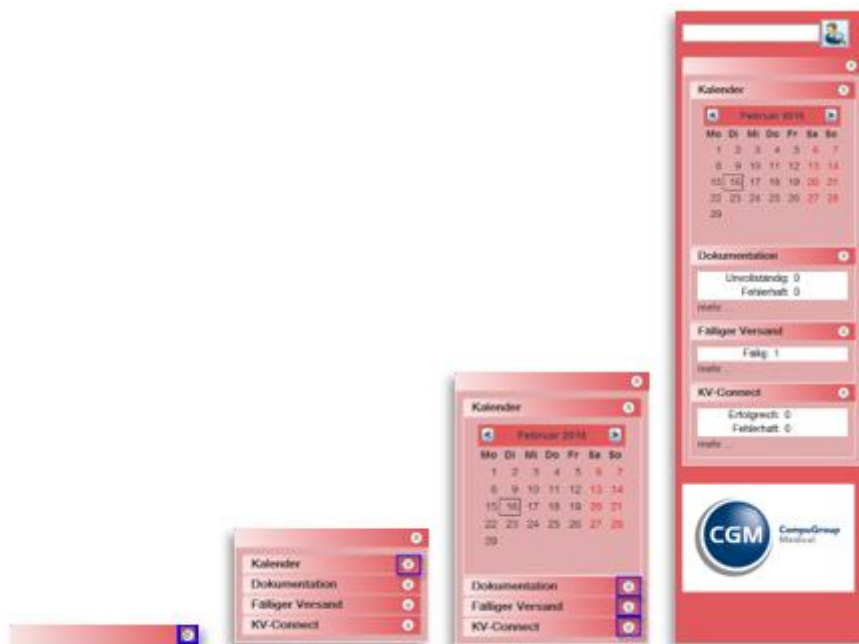 Kalender
Dokumentation
Fälliger Versand
KV-Connect
Kalender
Februar 2016
Mo Di Mi Do Fr Sa So
1 2 3 4 5 6 7
8 9 10 11 12 13 14
15 16 17 18 19 20 21
22 23 24 25 26 27 28
29
Dokumentation
Fälliger Versand
KV-Connect
Kalender
Februar 2016
Mo Di Mi Do Fr Sa So
1 2 3 4 5 6 7
8 9 10 11 12 13 14
15 16 17 18 19 20 21
22 23 24 25 26 27 28
29
Dokumentation
Unvollständig: 0
Fehlerhaft: 0
mehr ...
Fälliger Versand
Fällig: 1
mehr ...
KV-Connect
Erfolgreich: 0
Fehlerhaft: 0
mehr ...
CGM CompuGroup
Medical